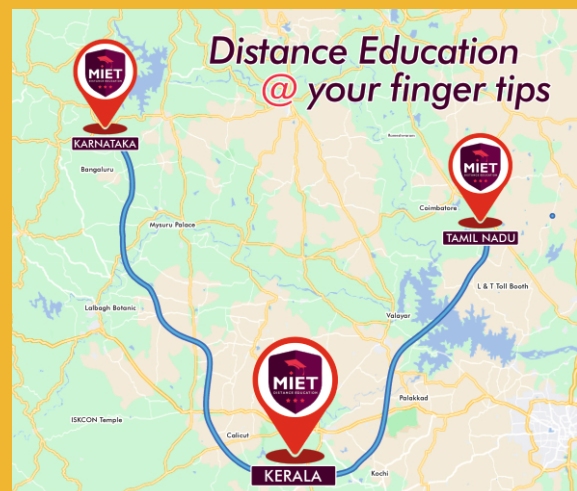 Distance Education
@ your finger tips
MIET
DISTANCE EDUCATION
KARNATAKA
Bangaluru
MIET
DISTANCE EDUCATION
Coimbatore
TAMIL NADU
Mysuru Palace
L & T Toll Booth
Lalbagh Botanic
Valayar
MIET
DISTANCE EDUCATION
Palakkad
ISKCON Temple
Calicut
KERALA
Kochi